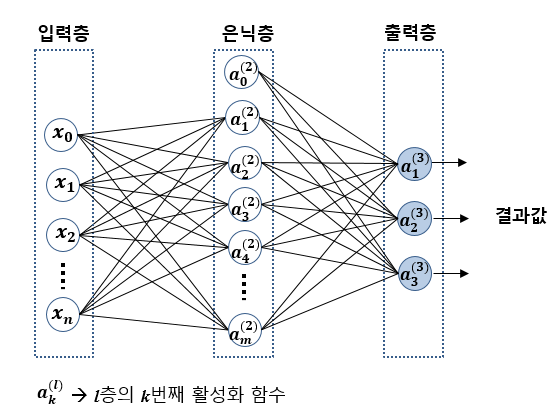 입력층 은닉층 출력층
a₀⁽²⁾
x₀ a₁⁽²⁾ a₁⁽³⁾
x₁ a₂⁽²⁾ a₂⁽³⁾ 결과값
x₂ a₃⁽²⁾ a₃⁽³⁾
a₄⁽²⁾
xₙ aₘ⁽²⁾
aₖ⁽ˡ⁾ → l층의 k번째 활성화 함수